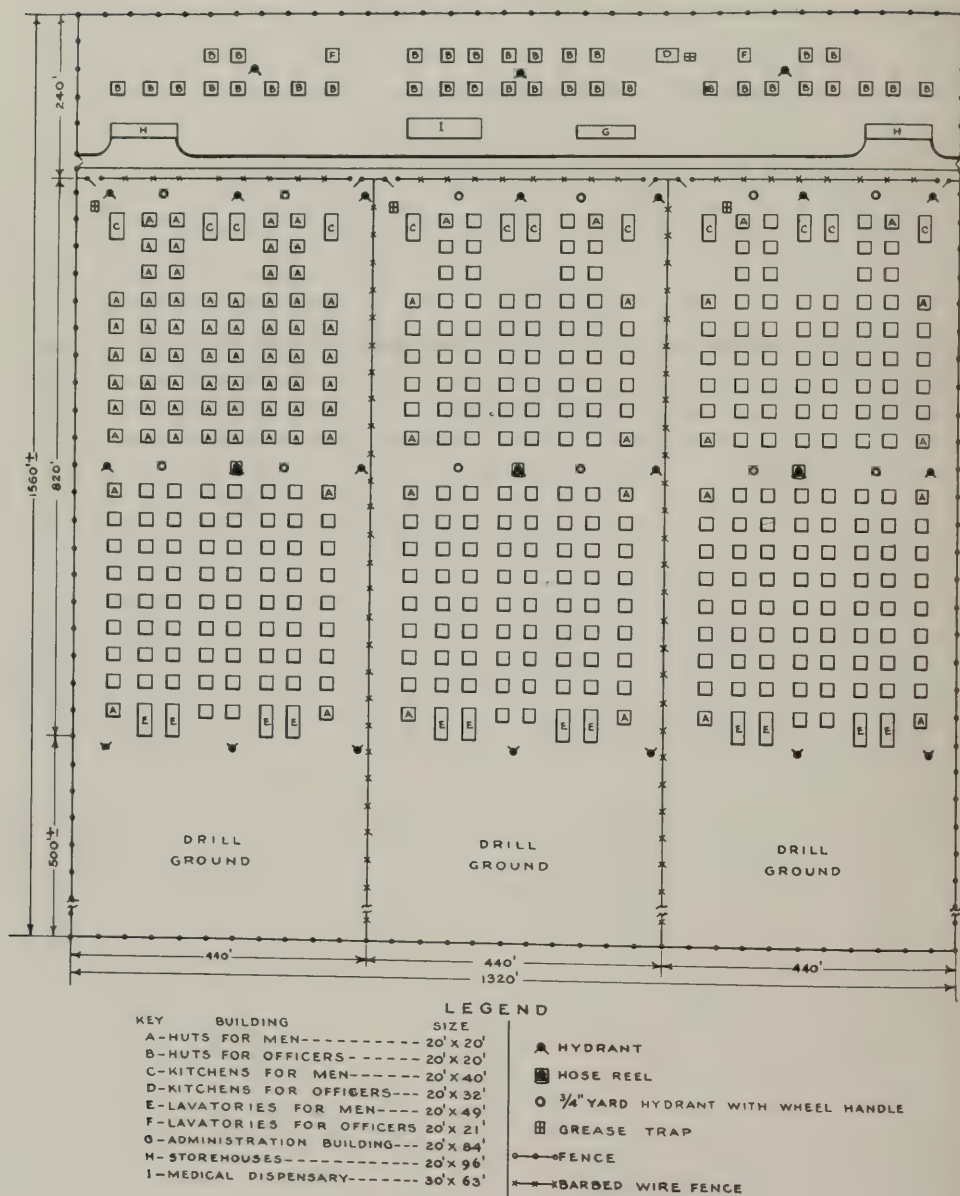 B B F B B B B B B B D F B B
B B B B B B B B B B B B B B B B B B B B B B B B
240'
H I G H
C A A C C A A C C A C C A C C A C C A C
A A A A
A A A A
A A A A A A A A A A A A
A A A A A A A A
A A A A A A A A
A A A A A A A A
A A A A A A A A
A A A A A A A A A A A A
1560'±
820'
A A A A A A
A E E E E A A E E E E A A E E E E A
500'±
DRILL
GROUND
DRILL
GROUND
DRILL
GROUND
440'
440'
440'
1320'
LEGEND
KEY BUILDING SIZE
A-HUTS FOR MEN----------- 20'X 20'
B-HUTS FOR OFFICERS------- 20'X 20'
C-KITCHENS FOR MEN------- 20'X 40'
D-KITCHENS FOR OFFICERS--- 20'X 32'
E-LAVATORIES FOR MEN---- 20'X 49'
F-LAVATORIES FOR OFFICERS 20'X 21'
G-ADMINISTRATION BUILDING--- 20'X 84'
H-STOREHOUSES----------- 20'X 96'
I-MEDICAL DISPENSARY------ 30'X 63'
HYDRANT
HOSE REEL
3/4" YARD HYDRANT WITH WHEEL HANDLE
GREASE TRAP
FENCE
BARBED WIRE FENCE